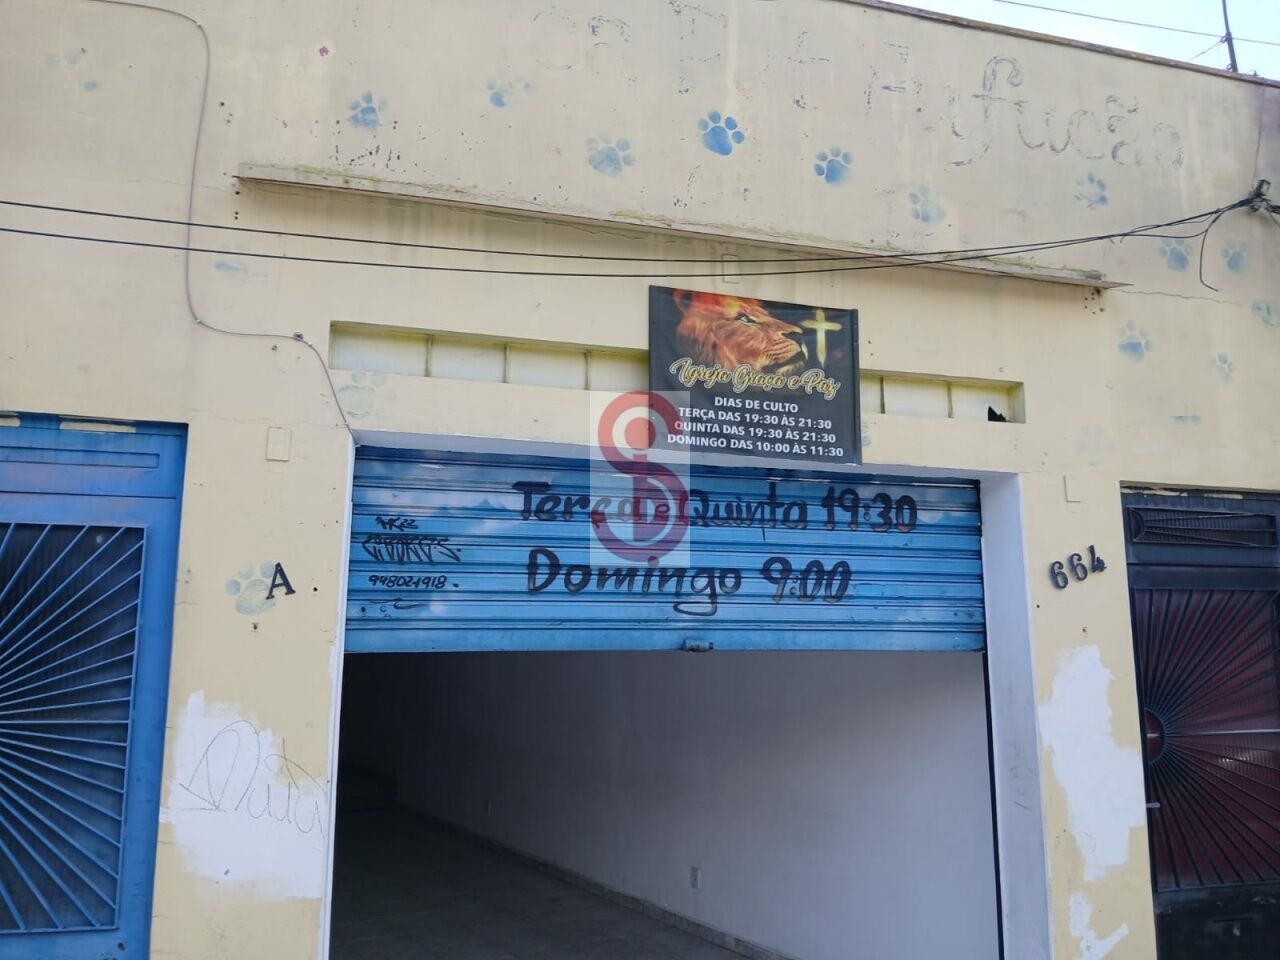 Igreja Graça e Paz
DIAS DE CULTO
TERÇA DAS 19:30 ÀS 21:30
QUINTA DAS 19:30 ÀS 21:30
DOMINGO DAS 10:00 ÀS 11:30
Terça e Quinta 19:30
Domingo 9:00
998021918
A
664